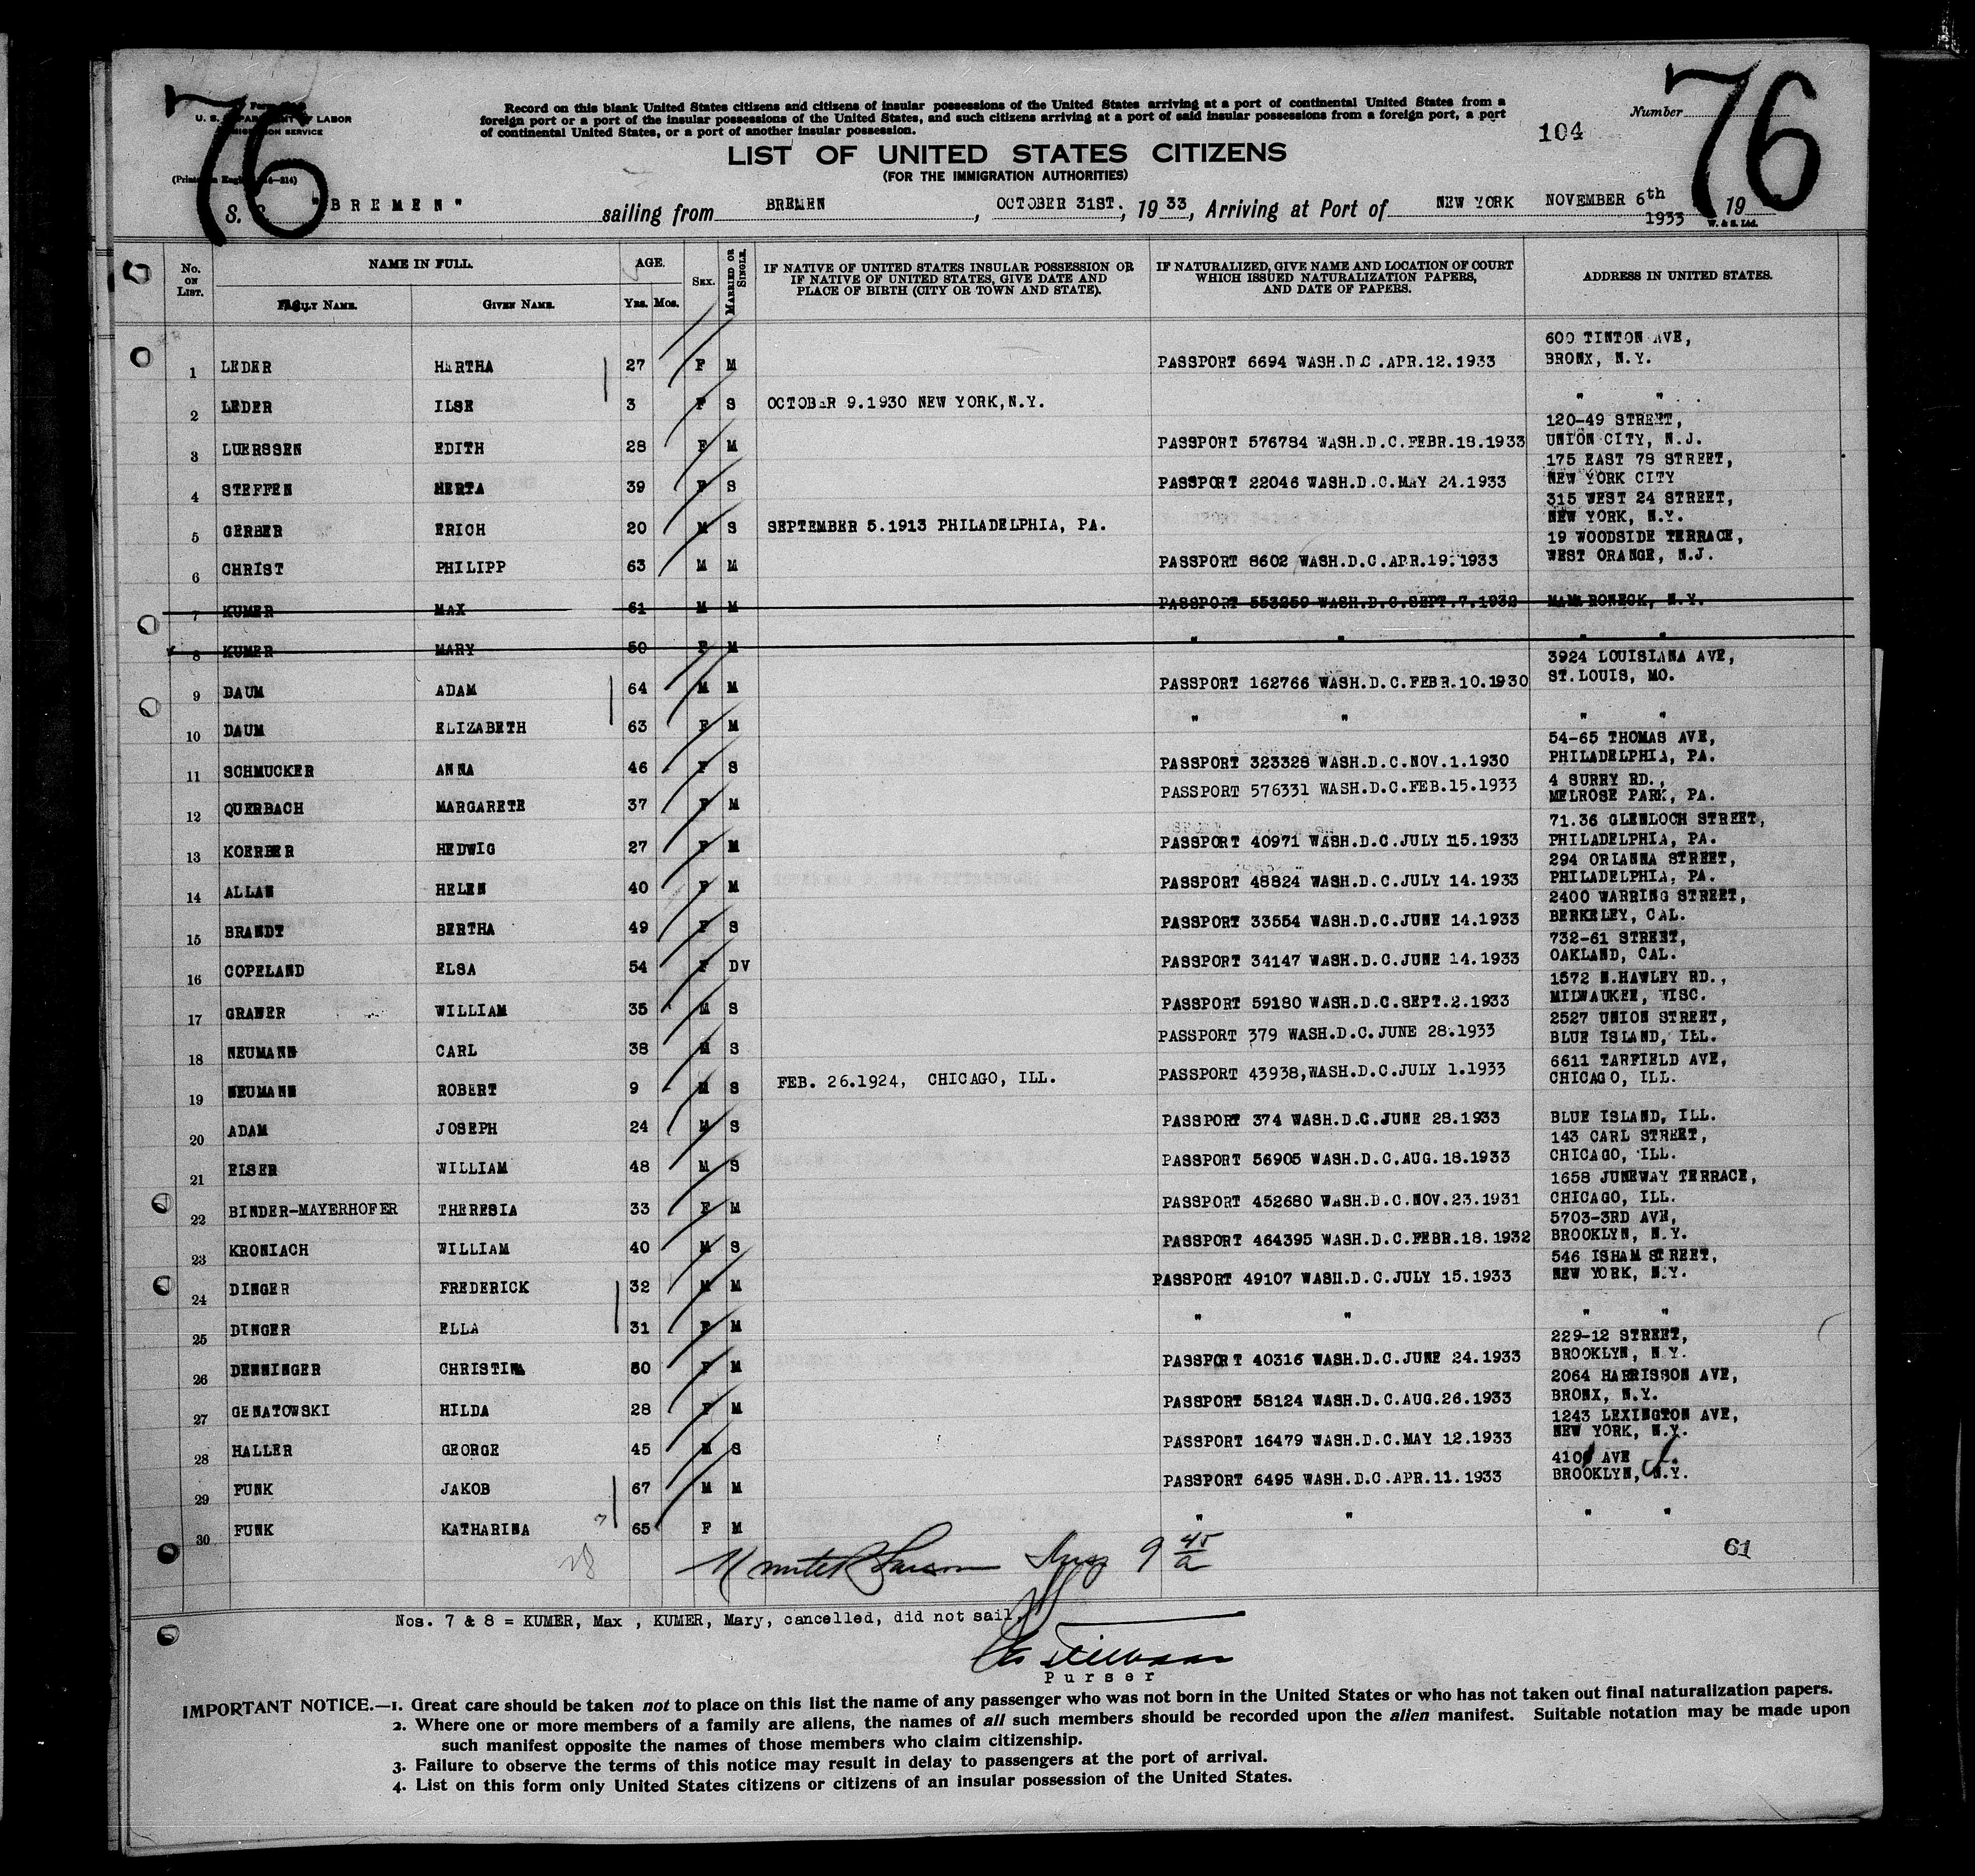 76
76
U. S. DEPARTMENT OF LABOR
IMMIGRATION SERVICE
Record on this blank United States citizens and citizens of insular possessions of the United States arriving at a port of continental United States from a
foreign port or a port of the insular possessions of the United States, and such citizens arriving at a port of said insular possessions from a foreign port, a port
of continental United States, or a port of another insular possession.
Number
104
LIST OF UNITED STATES CITIZENS
(FOR THE IMMIGRATION AUTHORITIES)
S. S. "BREMEN" sailing from BREMEN, OCTOBER 31ST., 1933, Arriving at Port of NEW YORK NOVEMBER 6th 1933 19
W. & S. Ltd.
No. ON LIST. NAME IN FULL. AGE. SEX. MARRIED OR SINGLE. IF NATIVE OF UNITED STATES INSULAR POSSESSION OR IF NATIVE OF UNITED STATES, GIVE DATE AND PLACE OF BIRTH (CITY OR TOWN AND STATE). IF NATURALIZED, GIVE NAME AND LOCATION OF COURT WHICH ISSUED NATURALIZATION PAPERS, AND DATE OF PAPERS. ADDRESS IN UNITED STATES.
FAMILY NAME. GIVEN NAME. Yrs. Mos.
1 LEDER HARTHA 27 F M PASSPORT 6694 WASH.D.C.APR.12.1933 600 TINTON AVE, BRONX, N.Y.
2 LEDER ILSE 3 F S OCTOBER 9.1930 NEW YORK,N.Y. " "
3 LUERSSEN EDITH 28 F M PASSPORT 576784 WASH.D.C.FEBR.18.1933 120-49 STREET, UNION CITY, N.J.
4 STEFFEN HERTA 39 F S PASSPORT 22046 WASH.D.C.MAY 24.1933 175 EAST 78 STREET, NEW YORK CITY
5 GERBER ERICH 20 M S SEPTEMBER 5.1913 PHILADELPHIA, PA. 315 WEST 24 STREET, NEW YORK, N.Y.
6 CHRIST PHILIPP 63 M M PASSPORT 8602 WASH.D.C.APR.19.1933 19 WOODSIDE TERRACE, WEST ORANGE, N.J.
7 KUMER MAX 61 M M PASSPORT 553259 WASH.D.C.SEPT.7.1932 MAMARONECK, N.Y.
8 KUMER MARY 50 F M " " " "
9 DAUM ADAM 64 M M PASSPORT 162766 WASH.D.C.FEBR.10.1930 3924 LOUISIANA AVE, ST.LOUIS, MO.
10 DAUM ELIZABETH 63 F M " " " "
11 SCHMUCKER ANNA 46 F S PASSPORT 323328 WASH.D.C.NOV.1.1930 54-65 THOMAS AVE, PHILADELPHIA, PA.
12 QUERBACH MARGARETE 37 F M PASSPORT 576331 WASH.D.C.FEB.15.1933 4 SURRY RD., MELROSE PARK, PA.
13 KOERBER HEDWIG 27 F M PASSPORT 40971 WASH.D.C.JULY 15.1933 71.36 GLENLOCH STREET, PHILADELPHIA, PA.
14 ALLAN HELEN 40 F M PASSPORT 48824 WASH.D.C.JULY 14.1933 294 ORIANNA STREET, PHILADELPHIA, PA.
15 BRANDT BERTHA 49 F S PASSPORT 33554 WASH.D.C.JUNE 14.1933 2400 WARRING STREET, BERKELEY, CAL.
16 COPELAND ELSA 54 F DV PASSPORT 34147 WASH.D.C.JUNE 14.1933 732-61 STREET, OAKLAND, CAL.
17 GRANER WILLIAM 35 M S PASSPORT 59180 WASH.D.C.SEPT.2.1933 1572 N.HAWLEY RD., MILWAUKEE, WISC.
18 NEUMANN CARL 38 M S PASSPORT 379 WASH.D.C.JUNE 28.1933 2527 UNION STREET, BLUE ISLAND, ILL.
19 NEUMANN ROBERT 9 M S FEB. 26.1924, CHICAGO, ILL. PASSPORT 43938,WASH.D.C.JULY 1.1933 6611 TARFIELD AVE, CHICAGO, ILL.
20 ADAM JOSEPH 24 M S PASSPORT 374 WASH.D.C.JUNE 28.1933 BLUE ISLAND, ILL.
21 ELSER WILLIAM 48 M S PASSPORT 56905 WASH.D.C.AUG.18.1933 143 CARL STREET, CHICAGO, ILL.
22 BINDER-MAYERHOFER THERESIA 33 F M PASSPORT 452680 WASH.D.C.NOV.23.1931 1658 JUNEWAY TERRACE, CHICAGO, ILL.
23 KRONIACH WILLIAM 40 M S PASSPORT 464395 WASH.D.C.FEBR.18.1932 5703-3RD AVE, BROOKLYN, N.Y.
24 DINGER FREDERICK 32 M M PASSPORT 49107 WASH.D.C.JULY 15.1933 546 ISHAM STREET, NEW YORK, N.Y.
25 DINGER ELLA 31 F M " " " "
26 DENNINGER CHRISTINA 50 F M PASSPORT 40316 WASH.D.C.JUNE 24.1933 229-12 STREET, BROOKLYN, N.Y.
27 GENATOWSKI HILDA 28 F M PASSPORT 58124 WASH.D.C.AUG.26.1933 2064 HARRISSON AVE, BRONX, N.Y.
28 HALLER GEORGE 45 M S PASSPORT 16479 WASH.D.C.MAY 12.1933 1243 LEXINGTON AVE, NEW YORK, N.Y.
29 FUNK JAKOB 67 M M PASSPORT 6495 WASH.D.C.APR.11.1933 410 AVE BROOKLYN, N.Y.
30 FUNK KATHARINA 65 F M " " " "
28
9 45/a
61
Nos. 7 & 8 = KUMER, Max , KUMER, Mary, cancelled, did not sail.
Purser
IMPORTANT NOTICE.—1. Great care should be taken not to place on this list the name of any passenger who was not born in the United States or who has not taken out final naturalization papers.
2. Where one or more members of a family are aliens, the names of all such members should be recorded upon the alien manifest. Suitable notation may be made upon
such manifest opposite the names of those members who claim citizenship.
3. Failure to observe the terms of this notice may result in delay to passengers at the port of arrival.
4. List on this form only United States citizens or citizens of an insular possession of the United States.